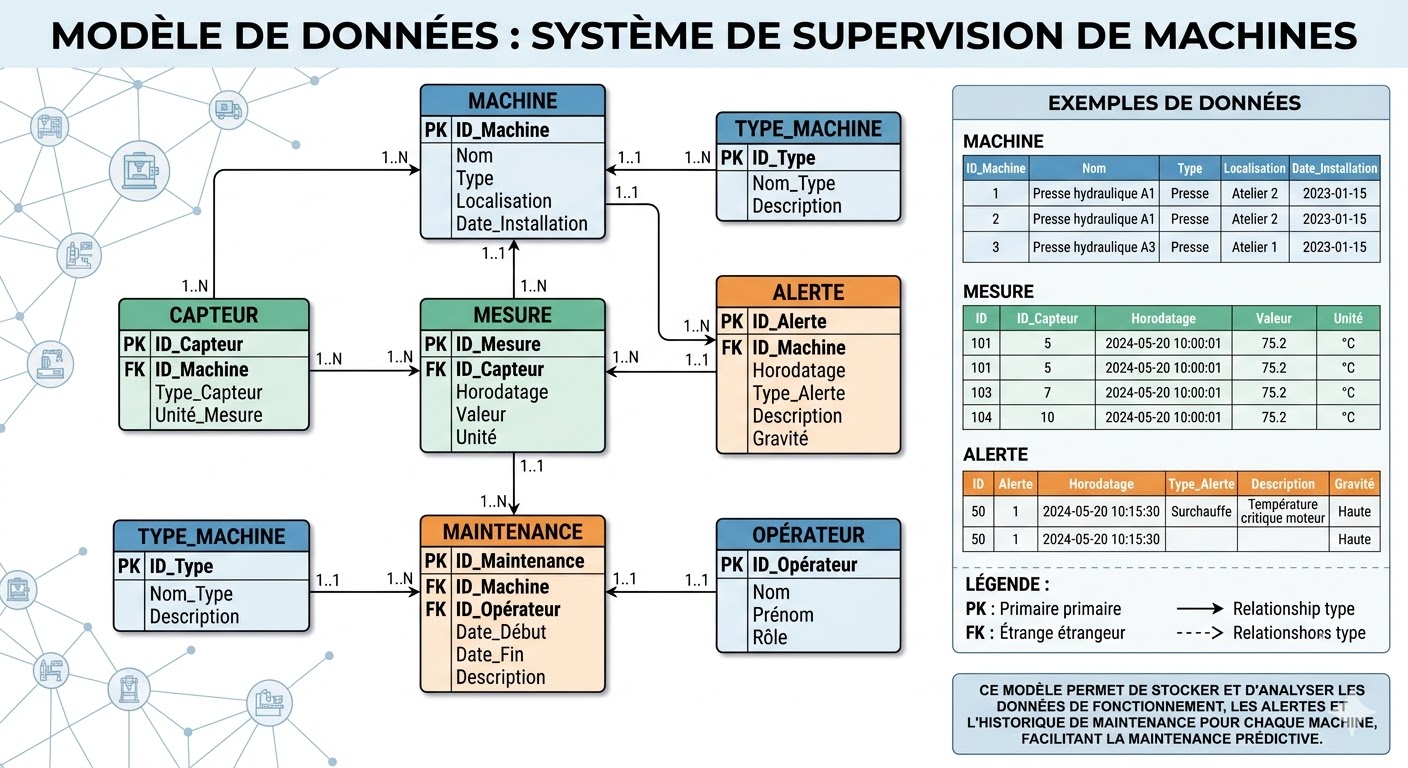 MODÈLE DE DONNÉES : SYSTÈME DE SUPERVISION DE MACHINES
MACHINE
PK ID_Machine
Nom
Type
Localisation
Date_Installation
TYPE_MACHINE
PK ID_Type
Nom_Type
Description
1..N
1..1
1..N
1..1
1..1
1..N
1..N
CAPTEUR
PK ID_Capteur
FK ID_Machine
Type_Capteur
Unité_Mesure
1..N
1..N
MESURE
PK ID_Mesure
FK ID_Capteur
Horodatage
Valeur
Unité
1..N
1..N
1..1
ALERTE
PK ID_Alerte
FK ID_Machine
Horodatage
Type_Alerte
Description
Gravité
1..1
1..N
TYPE_MACHINE
PK ID_Type
Nom_Type
Description
1..1
1..N
MAINTENANCE
PK ID_Maintenance
FK ID_Machine
FK ID_Opérateur
Date_Début
Date_Fin
Description
1..1
1..1
OPÉRATEUR
PK ID_Opérateur
Nom
Prénom
Rôle
EXEMPLES DE DONNÉES
MACHINE
ID_Machine Nom Type Localisation Date_Installation
1 Presse hydraulique A1 Presse Atelier 2 2023-01-15
2 Presse hydraulique A1 Presse Atelier 2 2023-01-15
3 Presse hydraulique A3 Presse Atelier 1 2023-01-15
MESURE
ID ID_Capteur Horodatage Valeur Unité
101 5 2024-05-20 10:00:01 75.2 °C
101 5 2024-05-20 10:00:01 75.2 °C
103 7 2024-05-20 10:00:01 75.2 °C
104 10 2024-05-20 10:00:01 75.2 °C
ALERTE
ID Alerte Horodatage Type_Alerte Description Gravité
50 1 2024-05-20 10:15:30 Surchauffe Température critique moteur Haute
50 1 2024-05-20 10:15:30 Haute
LÉGENDE :
PK : Primaire primaire
Relationship type
FK : Étrange étrangeur
Relationshors type
CE MODÈLE PERMET DE STOCKER ET D'ANALYSER LES
DONNÉES DE FONCTIONNEMENT, LES ALERTES ET
L'HISTORIQUE DE MAINTENANCE POUR CHAQUE MACHINE,
FACILITANT LA MAINTENANCE PRÉDICTIVE.